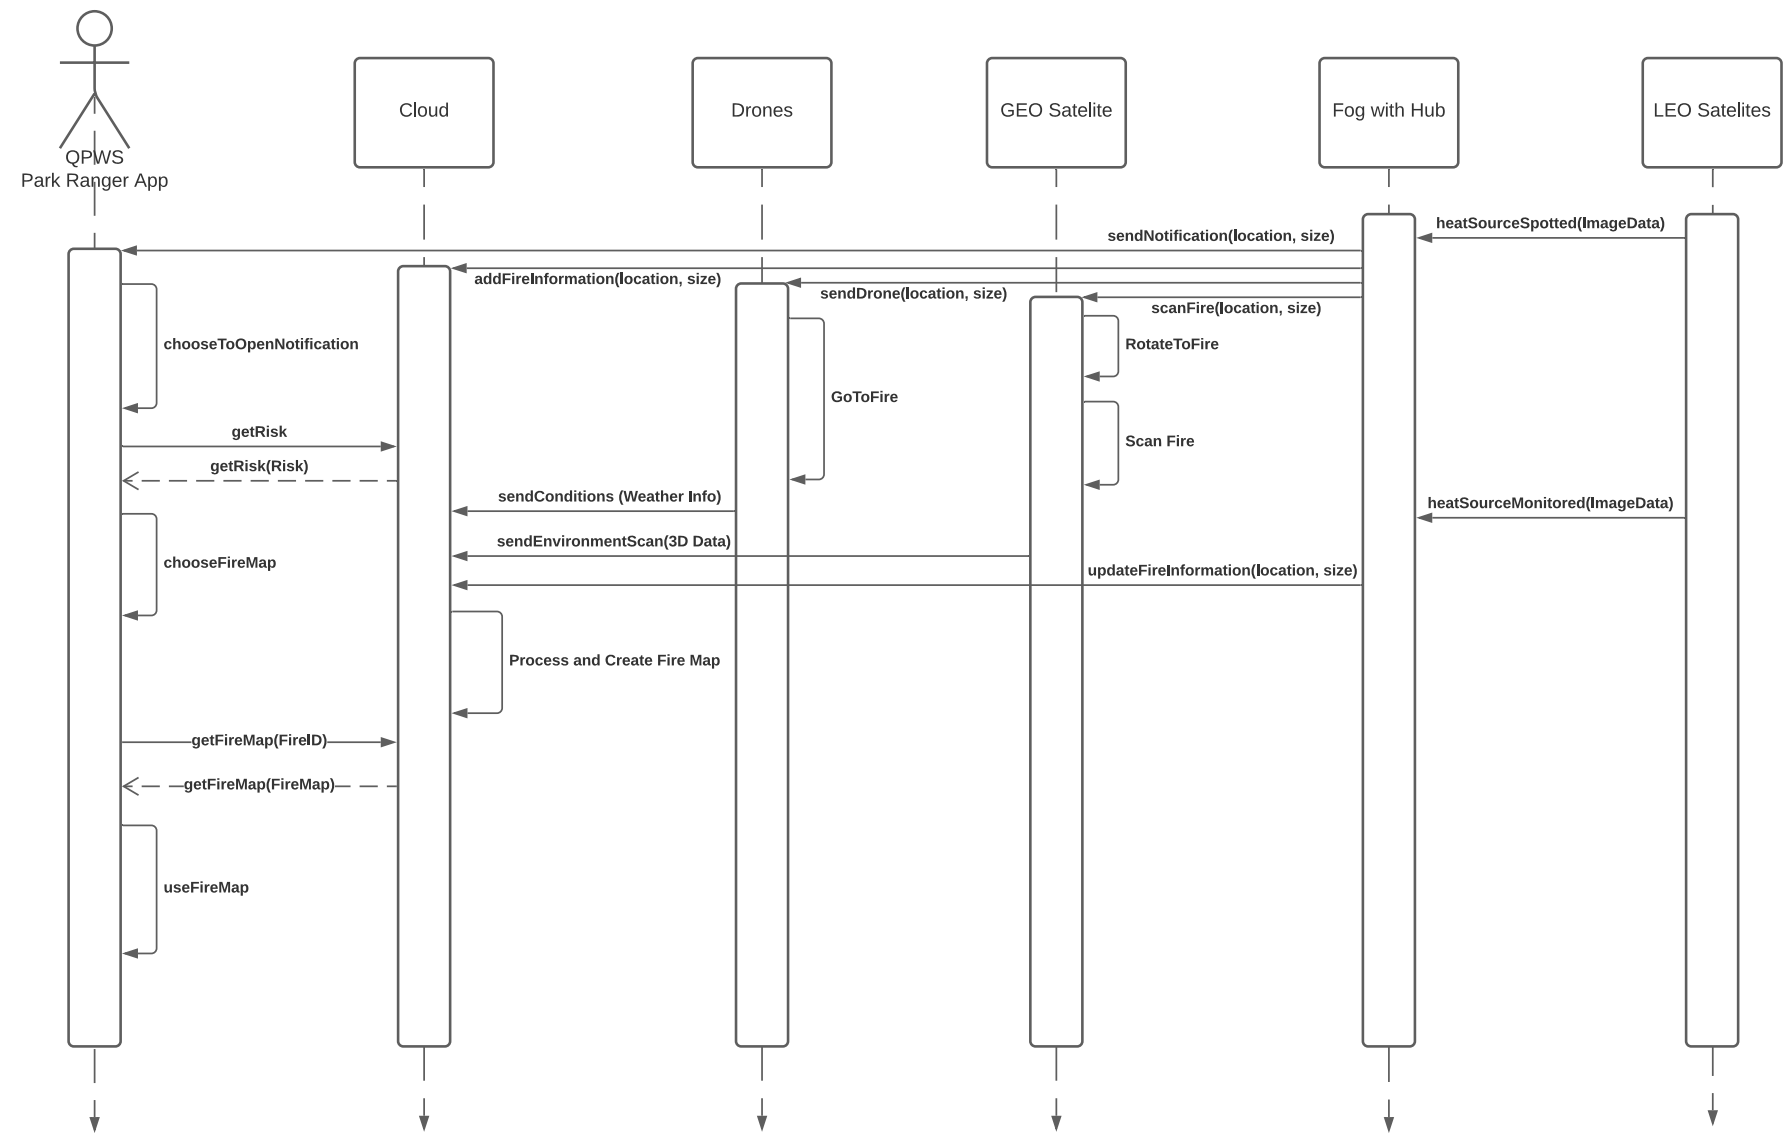 QPWS
Park Ranger App
Cloud
Drones
GEO Satelite
Fog with Hub
LEO Satelites
heatSourceSpotted(ImageData)
sendNotification(location, size)
addFireInformation(location, size)
sendDrone(location, size)
scanFire(location, size)
chooseToOpenNotification
RotateToFire
GoToFire
getRisk
Scan Fire
getRisk(Risk)
sendConditions (Weather Info)
heatSourceMonitored(ImageData)
sendEnvironmentScan(3D Data)
chooseFireMap
updateFireInformation(location, size)
Process and Create Fire Map
getFireMap(FireID)
getFireMap(FireMap)
useFireMap